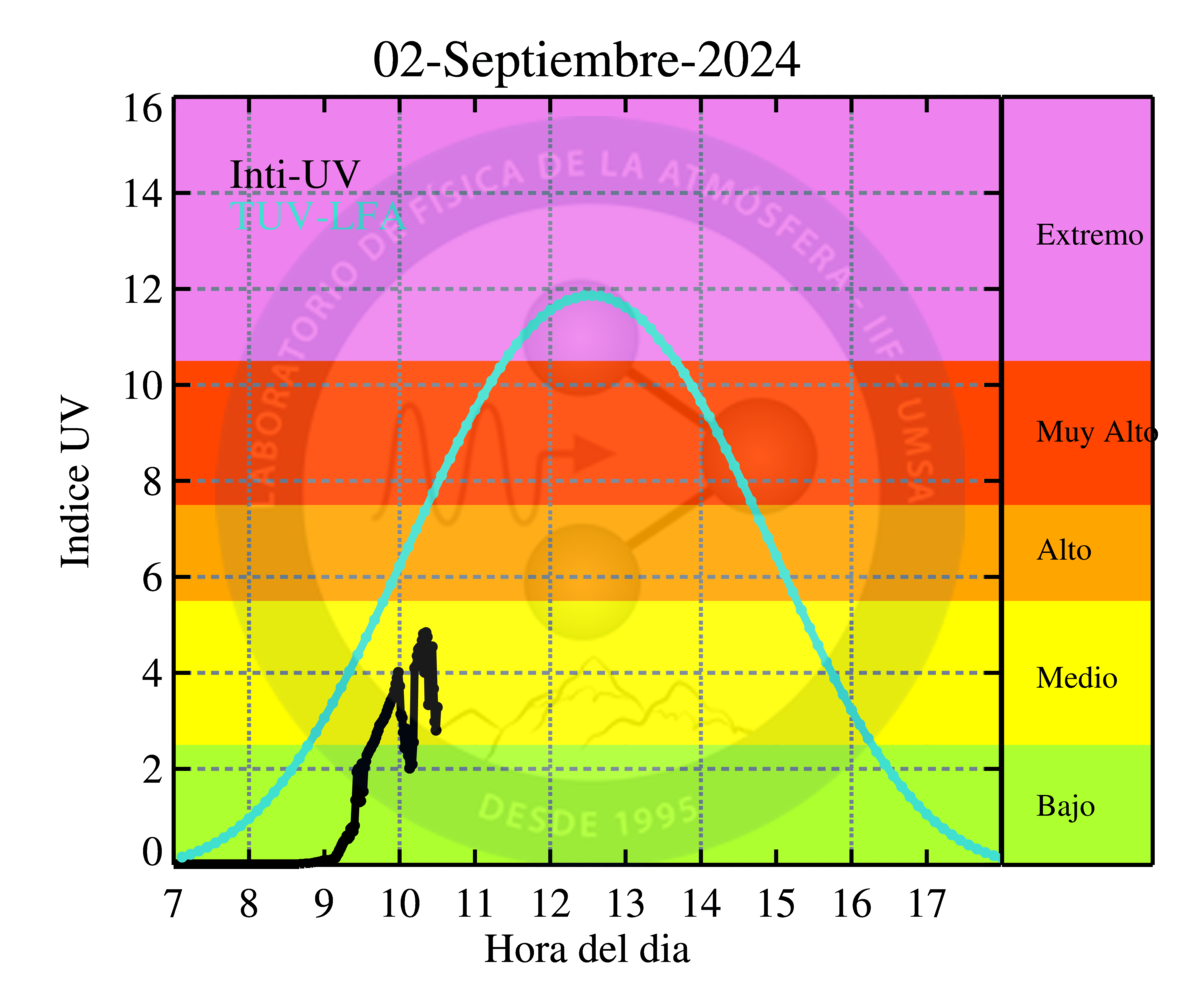 02-Septiembre-2024
Inti-UV
TUV-LFA
LABORATORIO DE FÍSICA DE LA ATMÓSFERA - IIF - UMSA
DESDE 1995
Indice UV
16
14
12
10
8
6
4
2
0
Extremo
Muy Alto
Alto
Medio
Bajo
7 8 9 10 11 12 13 14 15 16 17
Hora del dia